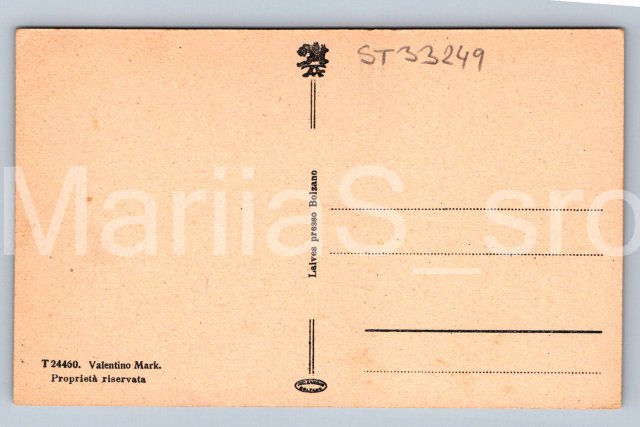 ST33249
Laives presso Bolzano
MariiaS_sro
T 24460. Valentino Mark.
Proprietà riservata